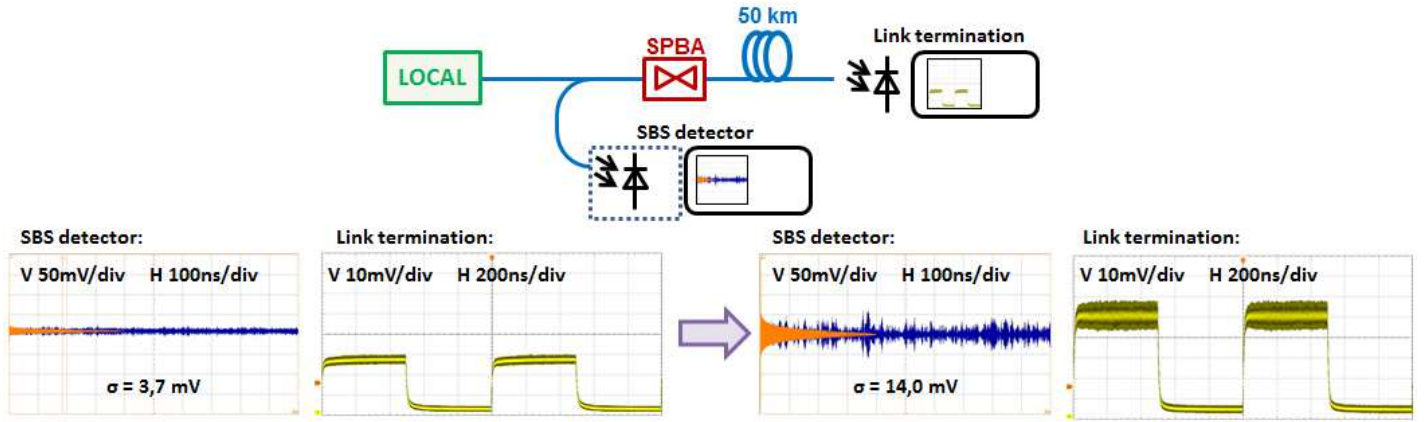 50 km
Link termination
SPBA
LOCAL
SBS detector
SBS detector:
V 50mV/div H 100ns/div
σ = 3,7 mV
Link termination:
V 10mV/div H 200ns/div
SBS detector:
V 50mV/div H 100ns/div
σ = 14,0 mV
Link termination:
V 10mV/div H 200ns/div